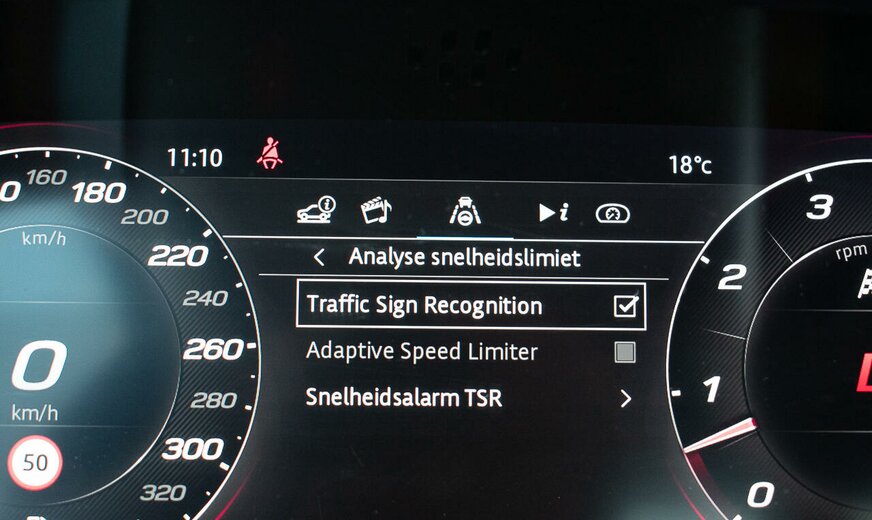 11:10
18°c
160
180
200
220
240
260
280
300
320
km/h
0
km/h
50
i
Analyse snelheidslimiet
Traffic Sign Recognition
Adaptive Speed Limiter
Snelheidsalarm TSR
3
2
1
0
rpm